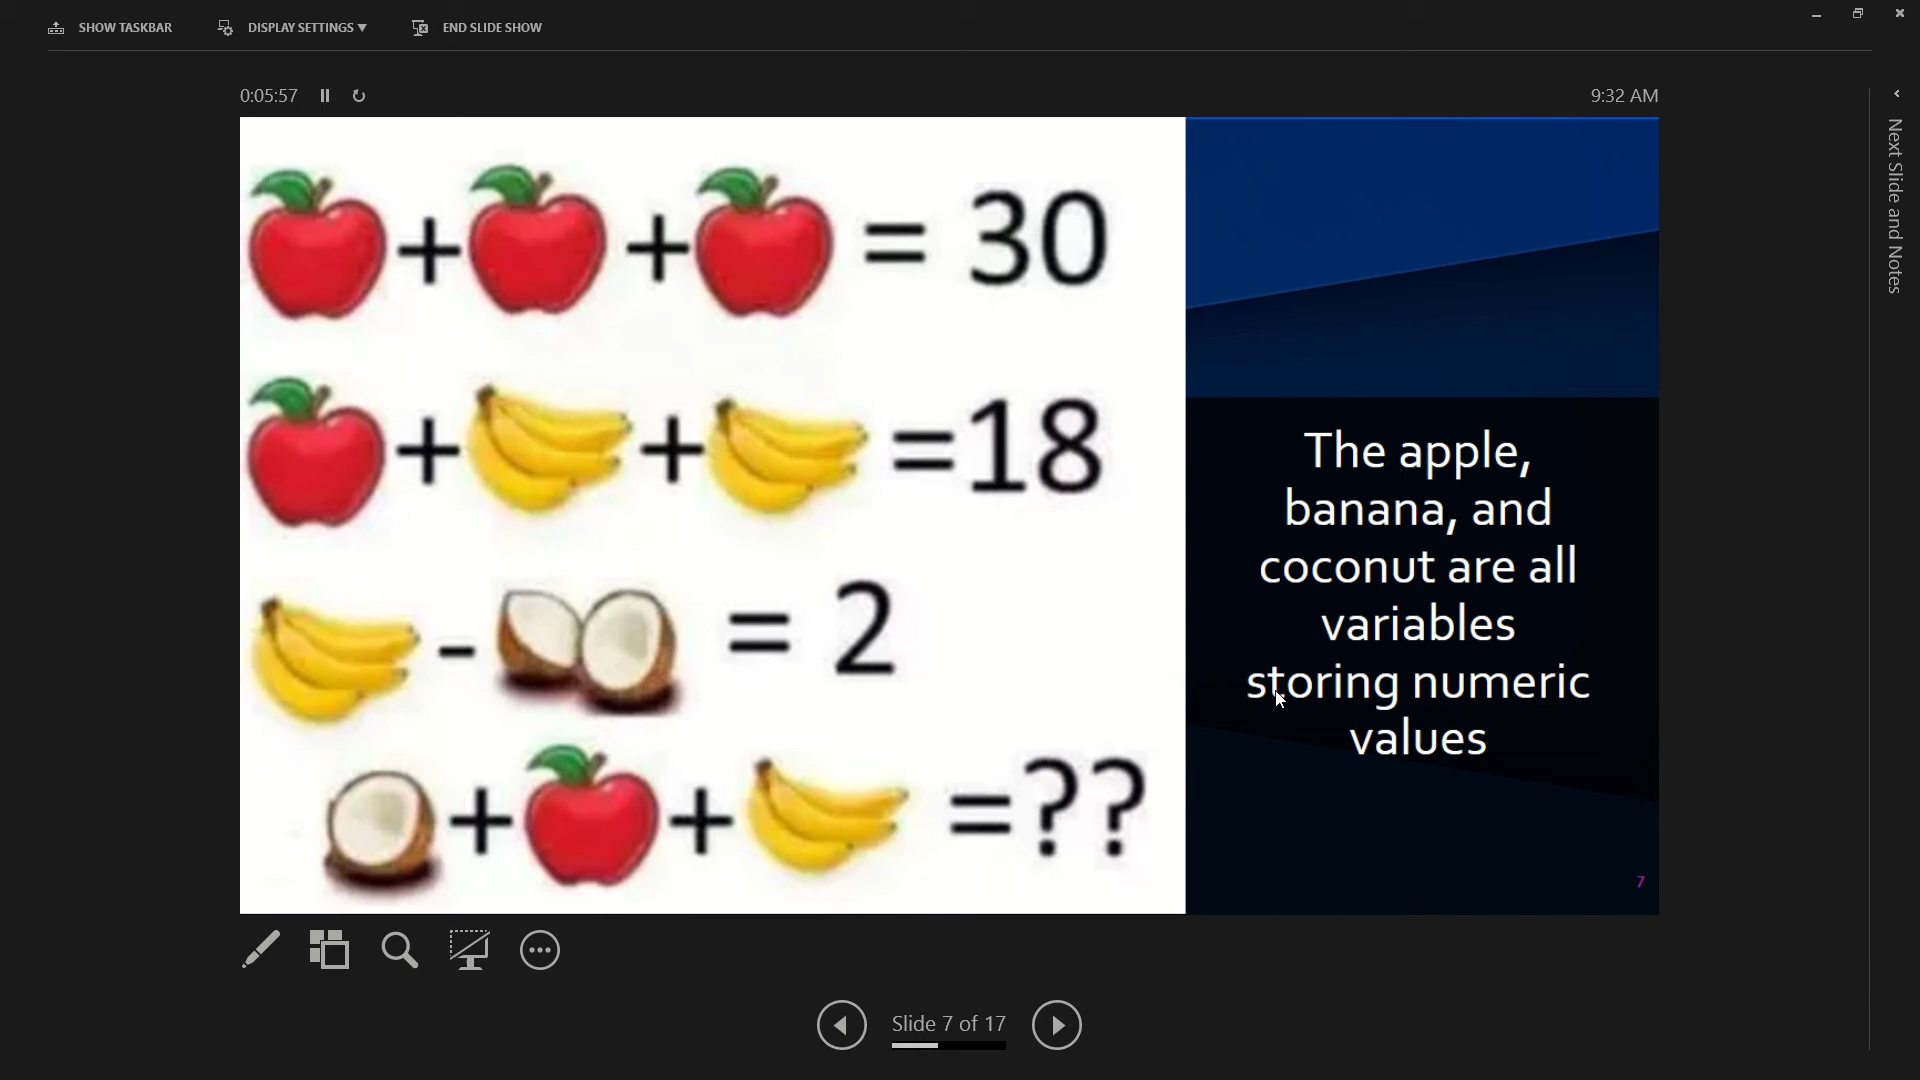 SHOW TASKBAR DISPLAY SETTINGS ▼ END SLIDE SHOW
0:05:57 9:32 AM
Next Slide and Notes
+ + = 30
+ + =18
- = 2
+ + =??
The apple,
banana, and
coconut are all
variables
storing numeric
values
7
Slide 7 of 17